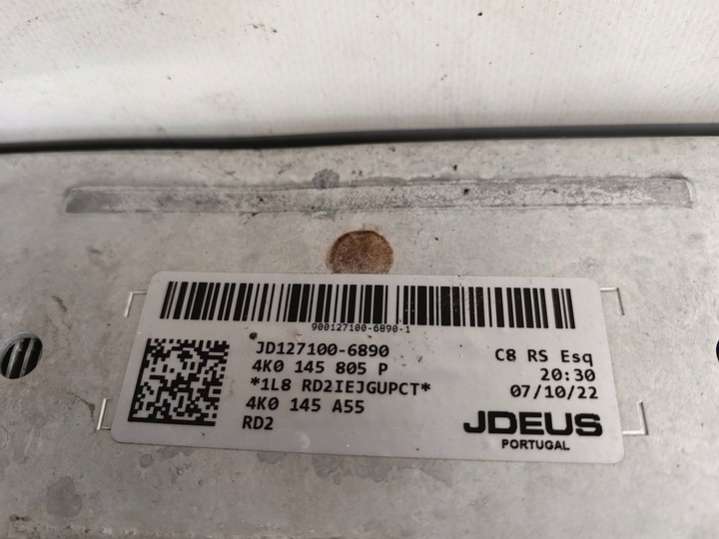 900127100-6890-1
JD127100-6890
4K0 145 805 P
*1L8 RD2IEJGUPCT*
4K0 145 A55
RD2
C8 RS Esq
20:30
07/10/22
JDEUS
PORTUGAL